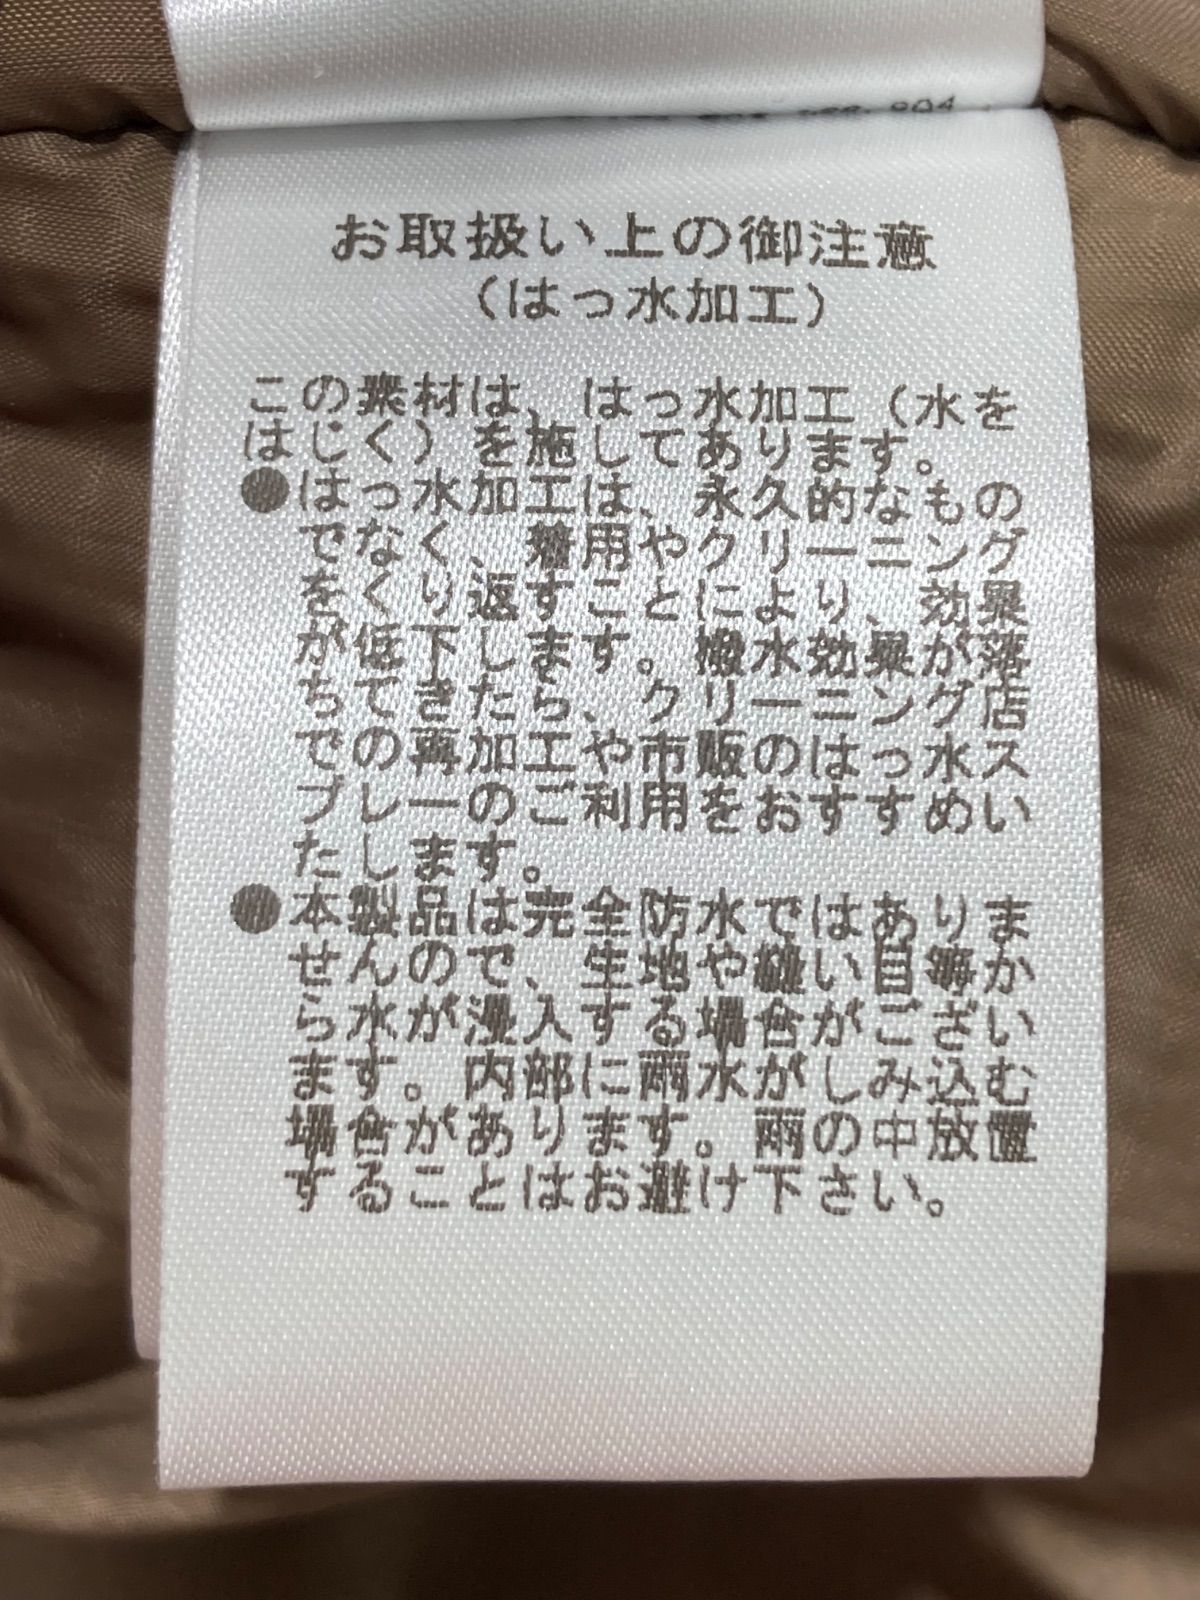 904
お取扱い上の御注意
（はっ水加工）
この素材は、はっ水加工（水を
はじく）を施してあります。
●はっ水加工は、永久的なもの
でなく、着用やクリーニング
をくり返すことにより、効果
が低下します。撥水効果が落
ちてきたら、クリーニング店
での再加工や市販のはっ水ス
プレーのご利用をおすすめい
たします。
●本製品は完全防水ではありま
せんので、生地や縫い目等か
ら水が浸入する場合がござい
ます。内部に雨水がしみ込む
場合があります。雨の中放置
することはお避け下さい。